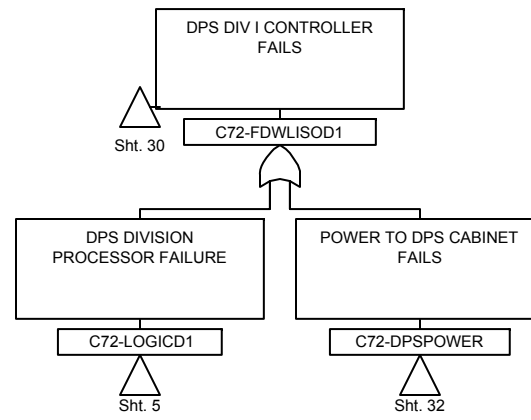 DPS DIV I CONTROLLER
FAILS
C72-FDWLISOD1
Sht. 30
DPS DIVISION
PROCESSOR FAILURE
POWER TO DPS CABINET
FAILS
C72-LOGICD1
C72-DPSPOWER
Sht. 5
Sht. 32